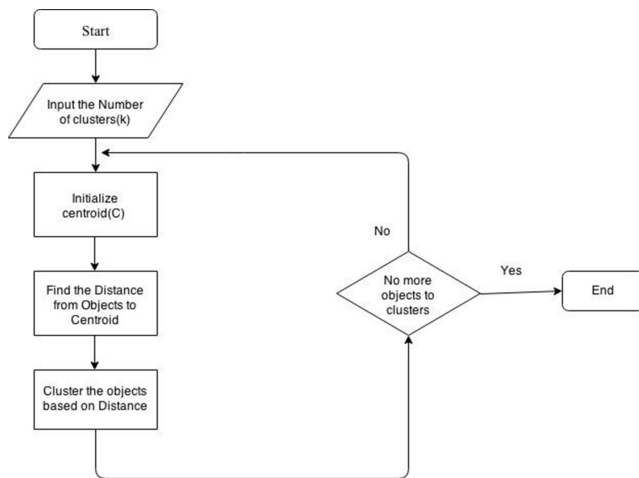 Start
Input the Number
of clusters(k)
Initialize
centroid(C)
Find the Distance
from Objects to
Centroid
Cluster the objects
based on Distance
No
No more
objects to
clusters
Yes
End